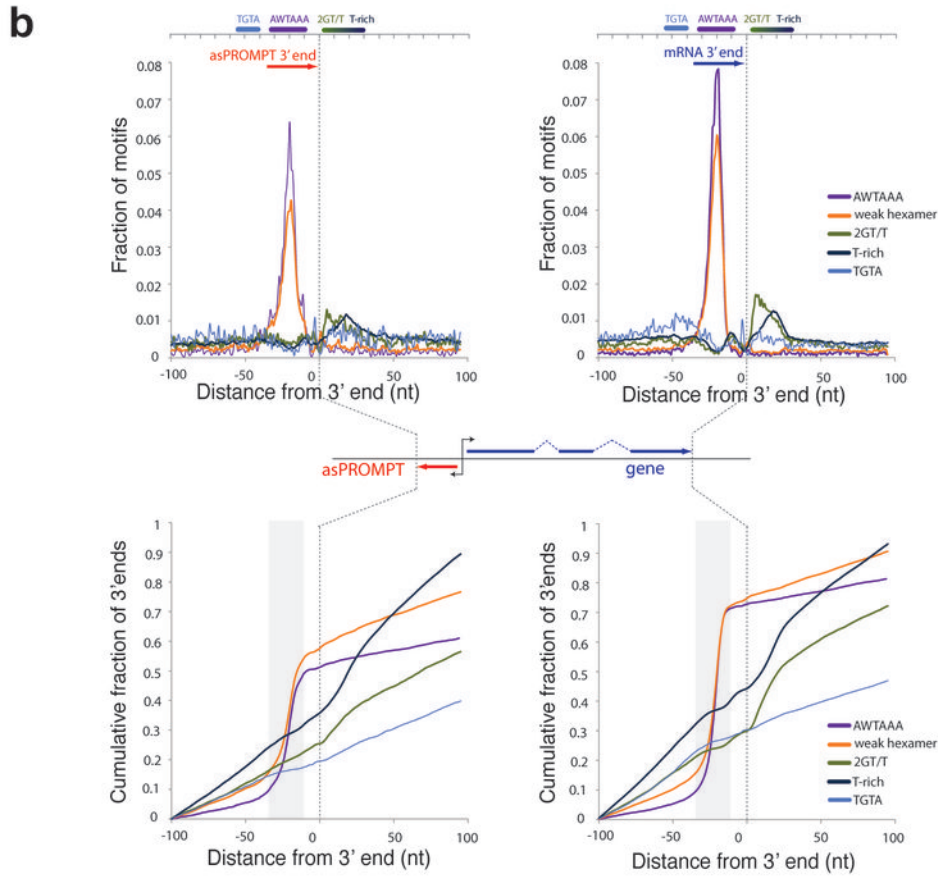 b
TGTA AWTAAA 2GT/T T-rich
asPROMPT 3' end
Fraction of motifs
0.08
0.07
0.06
0.05
0.04
0.03
0.02
0.01
0
-100 -50 0 50 100
Distance from 3' end (nt)
TGTA AWTAAA 2GT/T T-rich
mRNA 3' end
Fraction of motifs
0.08
0.07
0.06
0.05
0.04
0.03
0.02
0.01
0
-100 -50 0 50 100
Distance from 3' end (nt)
AWTAAA
weak hexamer
2GT/T
T-rich
TGTA
asPROMPT gene
Cumulative fraction of 3'ends
1
0.9
0.8
0.7
0.6
0.5
0.4
0.3
0.2
0.1
0
-100 -50 0 50 100
Distance from 3' end (nt)
Cumulative fraction of 3'ends
1
0.9
0.8
0.7
0.6
0.5
0.4
0.3
0.2
0.1
0
-100 -50 0 50 100
Distance from 3' end (nt)
AWTAAA
weak hexamer
2GT/T
T-rich
TGTA